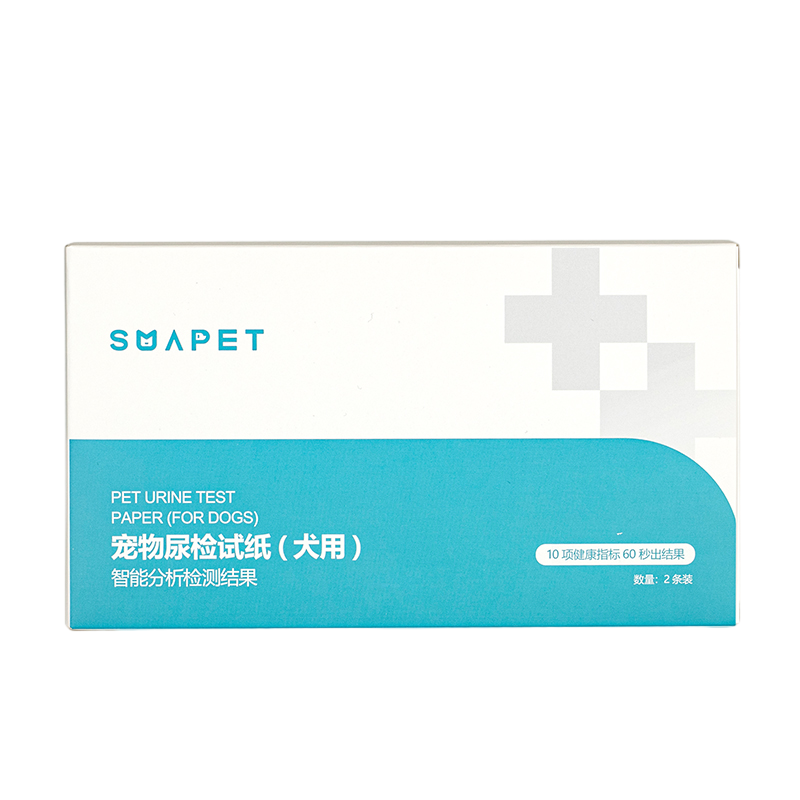 SUAPET
PET URINE TEST
PAPER (FOR DOGS)
宠物尿检试纸（犬用）
智能分析检测结果
10 项健康指标 60 秒出结果
数量：2 条装